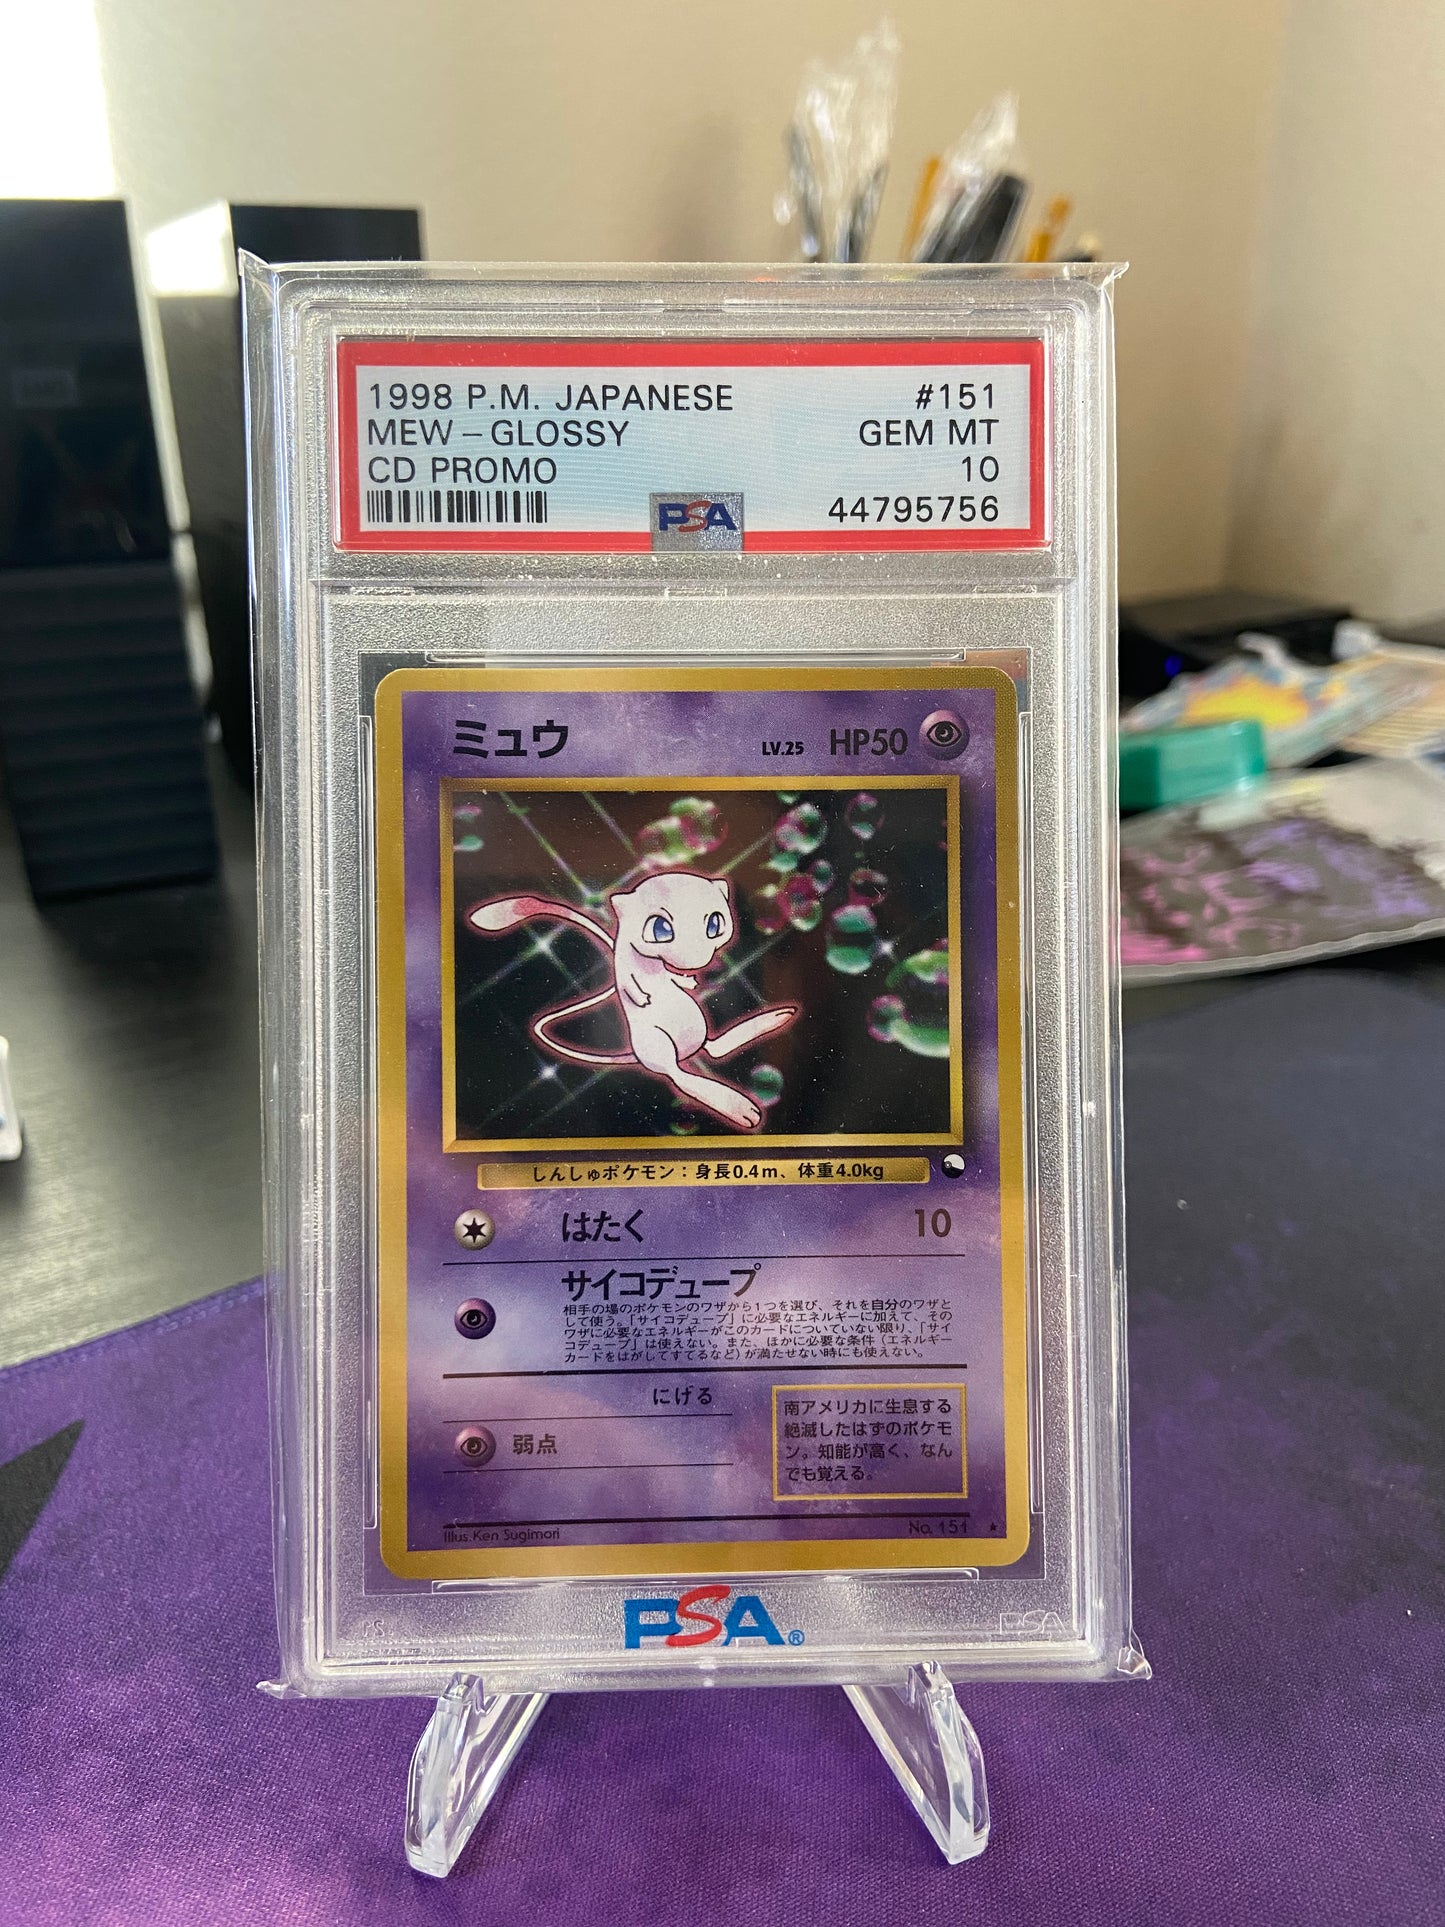 1998 P.M. JAPANESE #151
MEW-GLOSSY GEM MT
CD PROMO 10
PSA 44795756
ミュウ LV.25 HP50
しんしゅポケモン：身長0.4m、体重4.0kg
はたく 10
サイコデュープ
相手の場のポケモンのワザから1つを選び、それを自分のワザと
して使う。「サイコデュープ」に必要なエネルギーに加えて、その
ワザに必要なエネルギーがこのカードについていない限り、「サイ
コデュープ」は使えない。また、ほかに必要な条件（エネルギー
カードをはがしてすてるなど）が満たせない時にも使えない。
にげる
弱点
南アメリカに生息する
絶滅したはずのポケモ
ン。知能が高く、なん
でも覚える。
Illus. Ken Sugimori No. 151 ★
PSA®
PSA